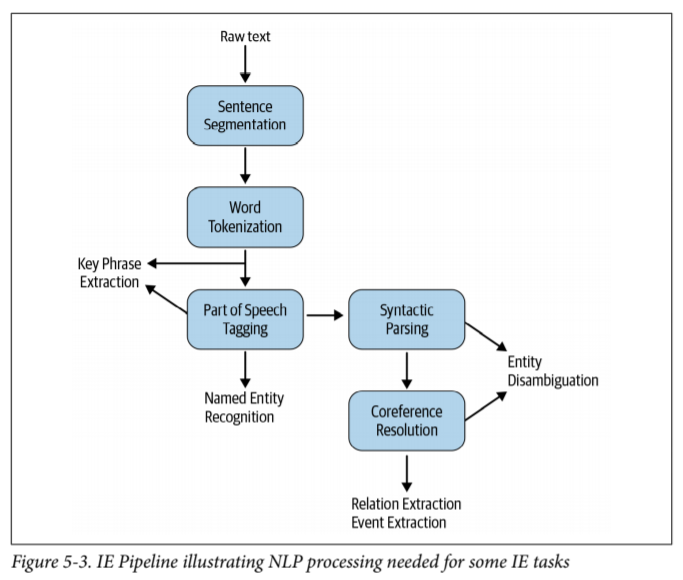 Raw text
Sentence
Segmentation
Word
Tokenization
Key Phrase
Extraction
Part of Speech
Tagging
Syntactic
Parsing
Entity
Disambiguation
Named Entity
Recognition
Coreference
Resolution
Relation Extraction
Event Extraction
Figure 5-3. IE Pipeline illustrating NLP processing needed for some IE tasks